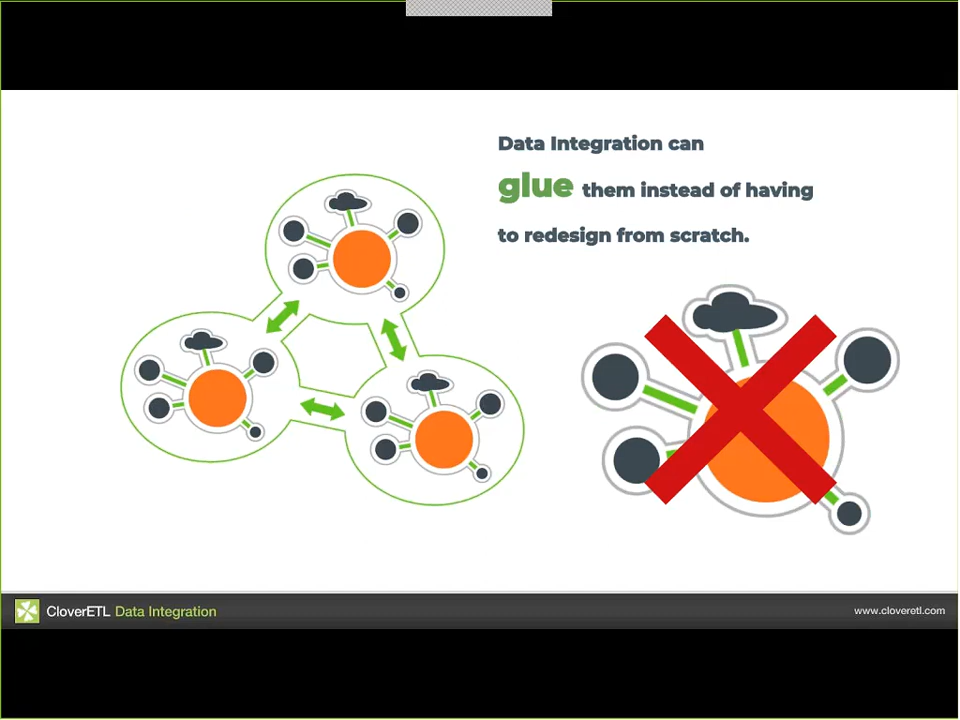 Data Integration can
glue them instead of having
to redesign from scratch.
CloverETL Data Integration
www.cloveretl.com